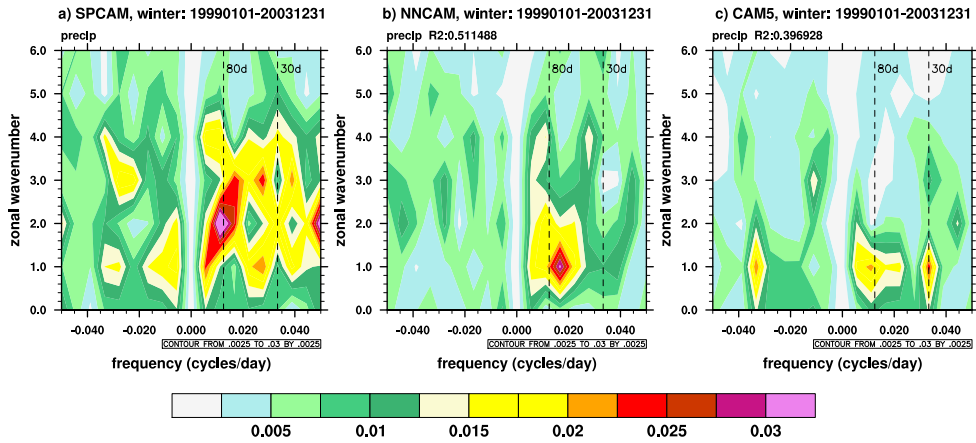 a) SPCAM, winter: 19990101-20031231
b) NNCAM, winter: 19990101-20031231
c) CAM5, winter: 19990101-20031231
precip
precip R2:0.511488
precip R2:0.396928
6.0
5.0
4.0
3.0
2.0
1.0
0.0
zonal wavenumber
80d
30d
-0.040
-0.020
0.000
0.020
0.040
CONTOUR FROM .0025 TO .03 BY .0025
frequency (cycles/day)
6.0
5.0
4.0
3.0
2.0
1.0
0.0
zonal wavenumber
80d
30d
-0.040
-0.020
0.000
0.020
0.040
CONTOUR FROM .0025 TO .03 BY .0025
frequency (cycles/day)
6.0
5.0
4.0
3.0
2.0
1.0
0.0
zonal wavenumber
80d
30d
-0.040
-0.020
0.000
0.020
0.040
CONTOUR FROM .0025 TO .03 BY .0025
frequency (cycles/day)
0.005
0.01
0.015
0.02
0.025
0.03